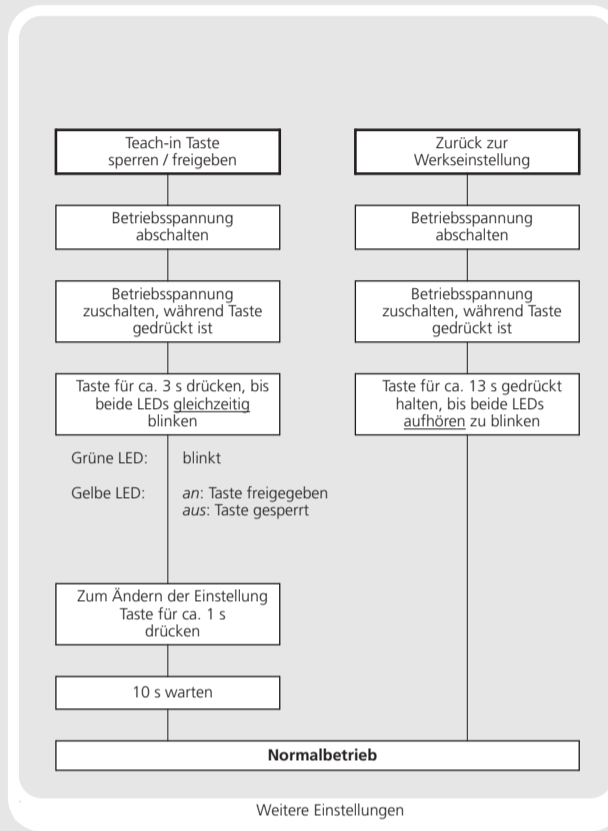 Teach-in Taste
sperren / freigeben
Betriebsspannung
abschalten
Betriebsspannung
zuschalten, während Taste
gedrückt ist
Taste für ca. 3 s drücken, bis
beide LEDs gleichzeitig
blinken
Grüne LED: blinkt
Gelbe LED: an: Taste freigegeben
aus: Taste gesperrt
Zum Ändern der Einstellung
Taste für ca. 1 s
drücken
10 s warten
Zurück zur
Werkseinstellung
Betriebsspannung
abschalten
Betriebsspannung
zuschalten, während Taste
gedrückt ist
Taste für ca. 13 s gedrückt
halten, bis beide LEDs
aufhören zu blinken
Normalbetrieb
Weitere Einstellungen